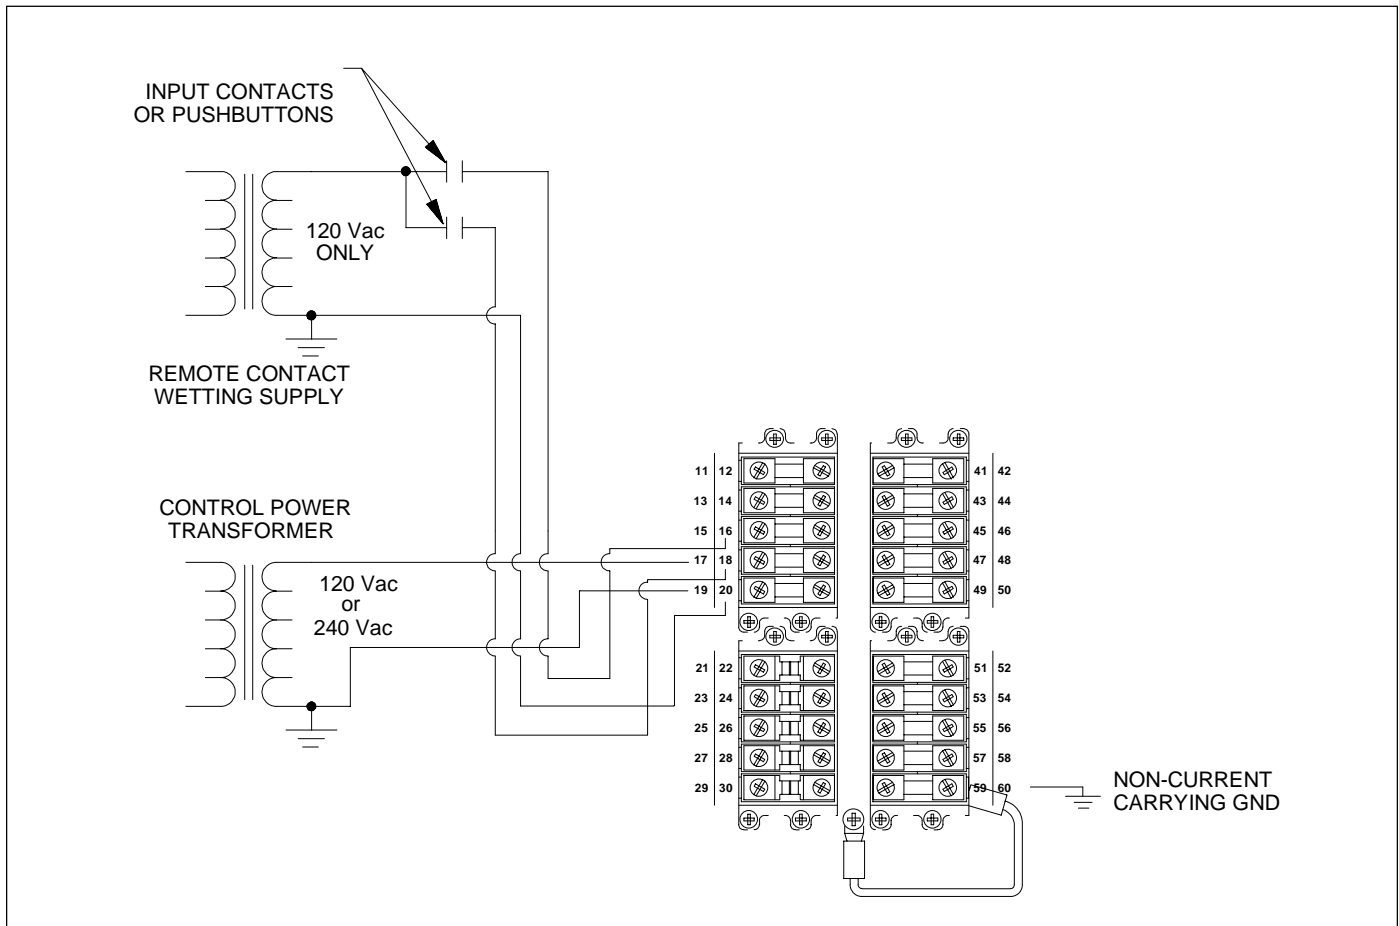 INPUT CONTACTS
OR PUSHBUTTONS
120 Vac
ONLY
REMOTE CONTACT
WETTING SUPPLY
CONTROL POWER
TRANSFORMER
120 Vac
or
240 Vac
11 12
13 14
15 16
17 18
19 20
21 22
23 24
25 26
27 28
29 30
41 42
43 44
45 46
47 48
49 50
51 52
53 54
55 56
57 58
59 60
NON-CURRENT
CARRYING GND